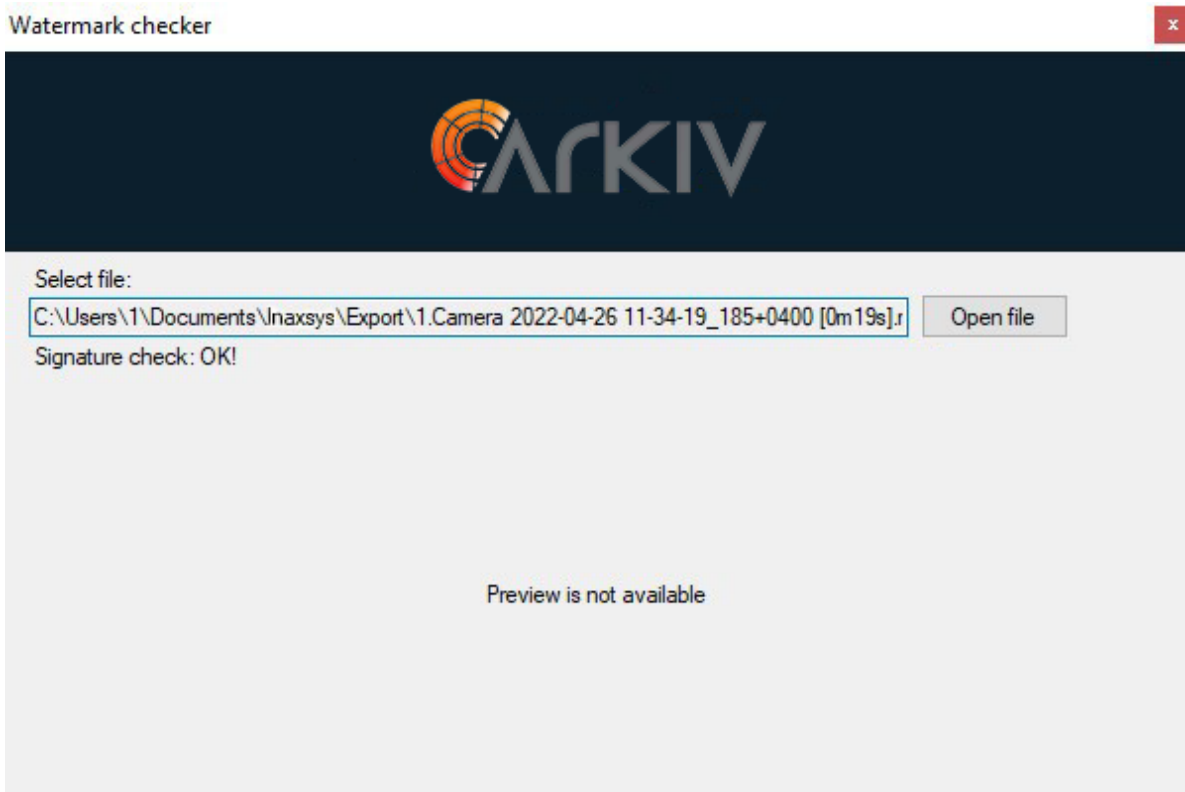 Watermark checker
x
ArKIV
Select file:
C:\Users\1\Documents\Inaxsys\Export\1.Camera 2022-04-26 11-34-19_185+0400 [0m19s].r
Open file
Signature check: OK!
Preview is not available